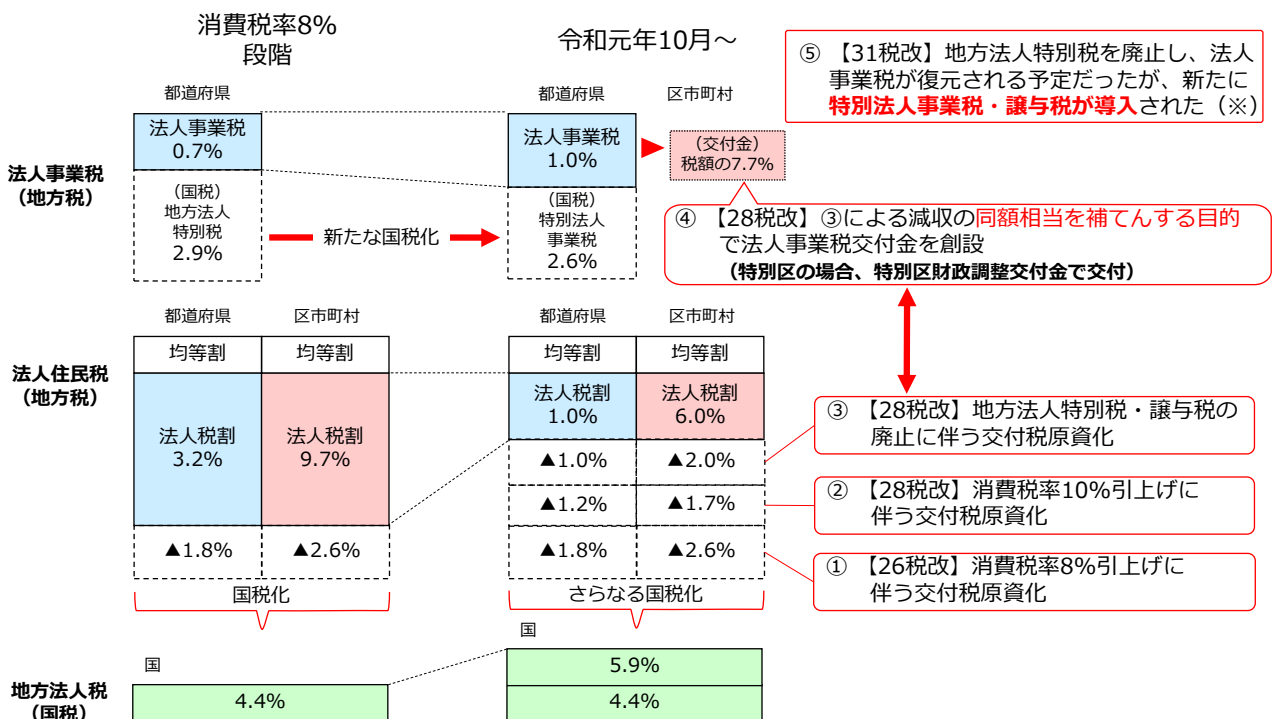 消費税率8%
段階
令和元年10月～
⑤ 【31税改】地方法人特別税を廃止し、法人
事業税が復元される予定だったが、新たに
特別法人事業税・譲与税が導入された（※）
都道府県
都道府県
区市町村
法人事業税
（地方税）
法人事業税
0.7%
法人事業税
1.0%
（交付金）
税額の7.7%
（国税）
地方法人
特別税
2.9%
新たな国税化
（国税）
特別法人
事業税
2.6%
④ 【28税改】③による減収の同額相当を補てんする目的
で法人事業税交付金を創設
（特別区の場合、特別区財政調整交付金で交付）
都道府県
区市町村
都道府県
区市町村
法人住民税
（地方税）
均等割
均等割
均等割
均等割
法人税割
3.2%
法人税割
9.7%
法人税割
1.0%
法人税割
6.0%
▲1.0%
▲2.0%
▲1.2%
▲1.7%
▲1.8%
▲2.6%
▲1.8%
▲2.6%
③ 【28税改】地方法人特別税・譲与税の
廃止に伴う交付税原資化
② 【28税改】消費税率10%引上げに
伴う交付税原資化
① 【26税改】消費税率8%引上げに
伴う交付税原資化
国税化
さらなる国税化
国
国
地方法人税
（国税）
4.4%
5.9%
4.4%